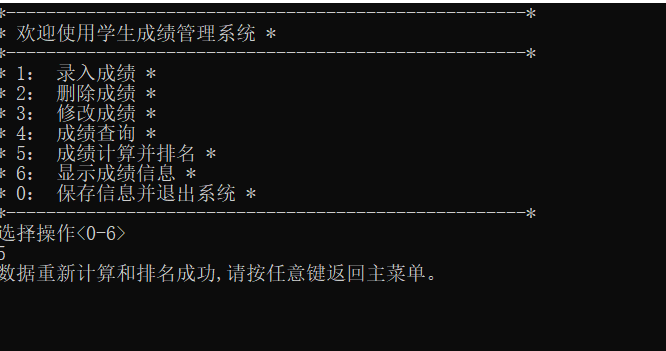 *----------------------------------------------------*
* 欢迎使用学生成绩管理系统 *
*----------------------------------------------------*
* 1： 录入成绩 *
* 2： 删除成绩 *
* 3： 修改成绩 *
* 4： 成绩查询 *
* 5： 成绩计算并排名 *
* 6： 显示成绩信息 *
* 0： 保存信息并退出系统 *
*----------------------------------------------------*
选择操作<0-6>
5
数据重新计算和排名成功,请按任意键返回主菜单。